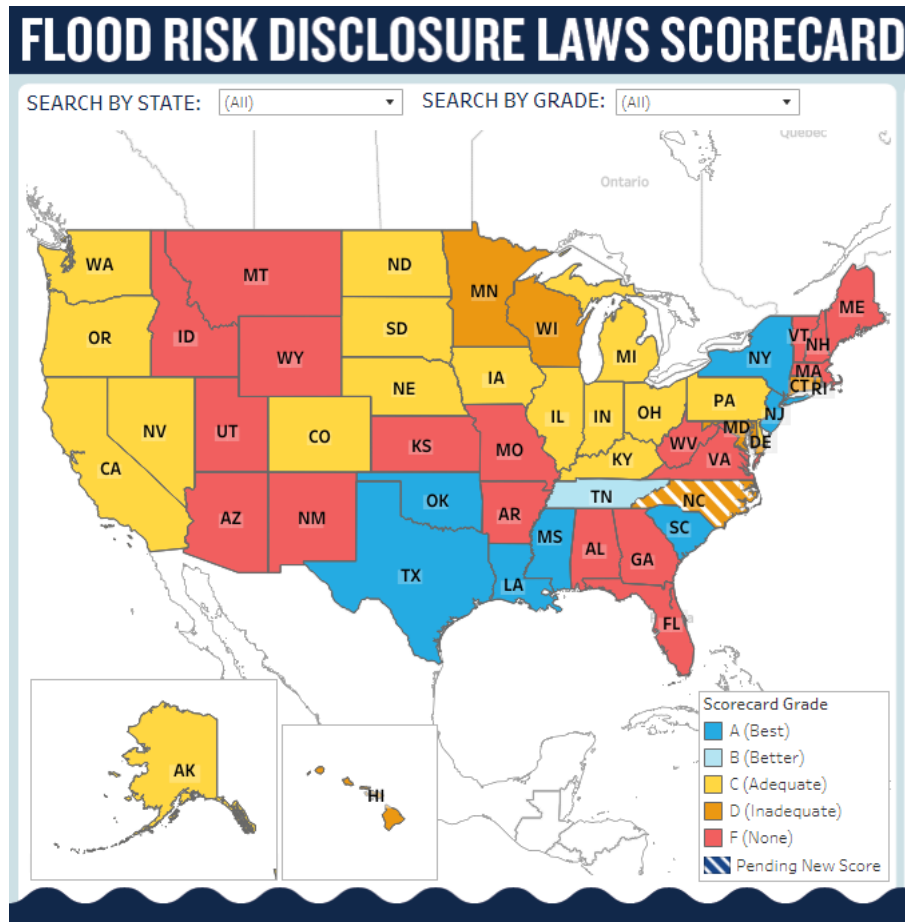 FLOOD RISK DISCLOSURE LAWS SCORECARD
SEARCH BY STATE: (All) SEARCH BY GRADE: (All)
Quebec
Ontario
WA
MT
ND
MN
ME
OR
ID
SD
WI
VT
NH
WY
MI
NY
MA
CT
RI
NE
IA
PA
NV
UT
CO
IL
IN
OH
NJ
CA
KS
MO
WV
MD
DE
KY
VA
AZ
NM
OK
AR
TN
NC
TX
LA
MS
AL
GA
SC
FL
AK
HI
Scorecard Grade
A (Best)
B (Better)
C (Adequate)
D (Inadequate)
F (None)
Pending New Score